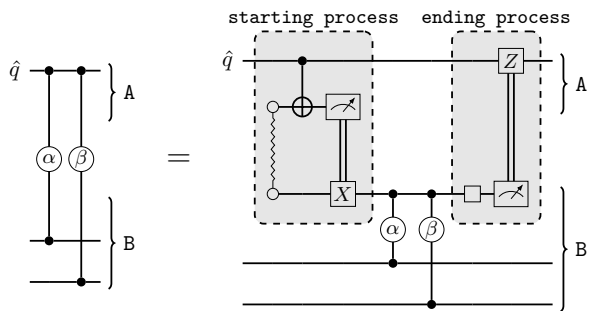 starting process ending process
q̂ A
α β
B
=
q̂ Z A
X
α β
B